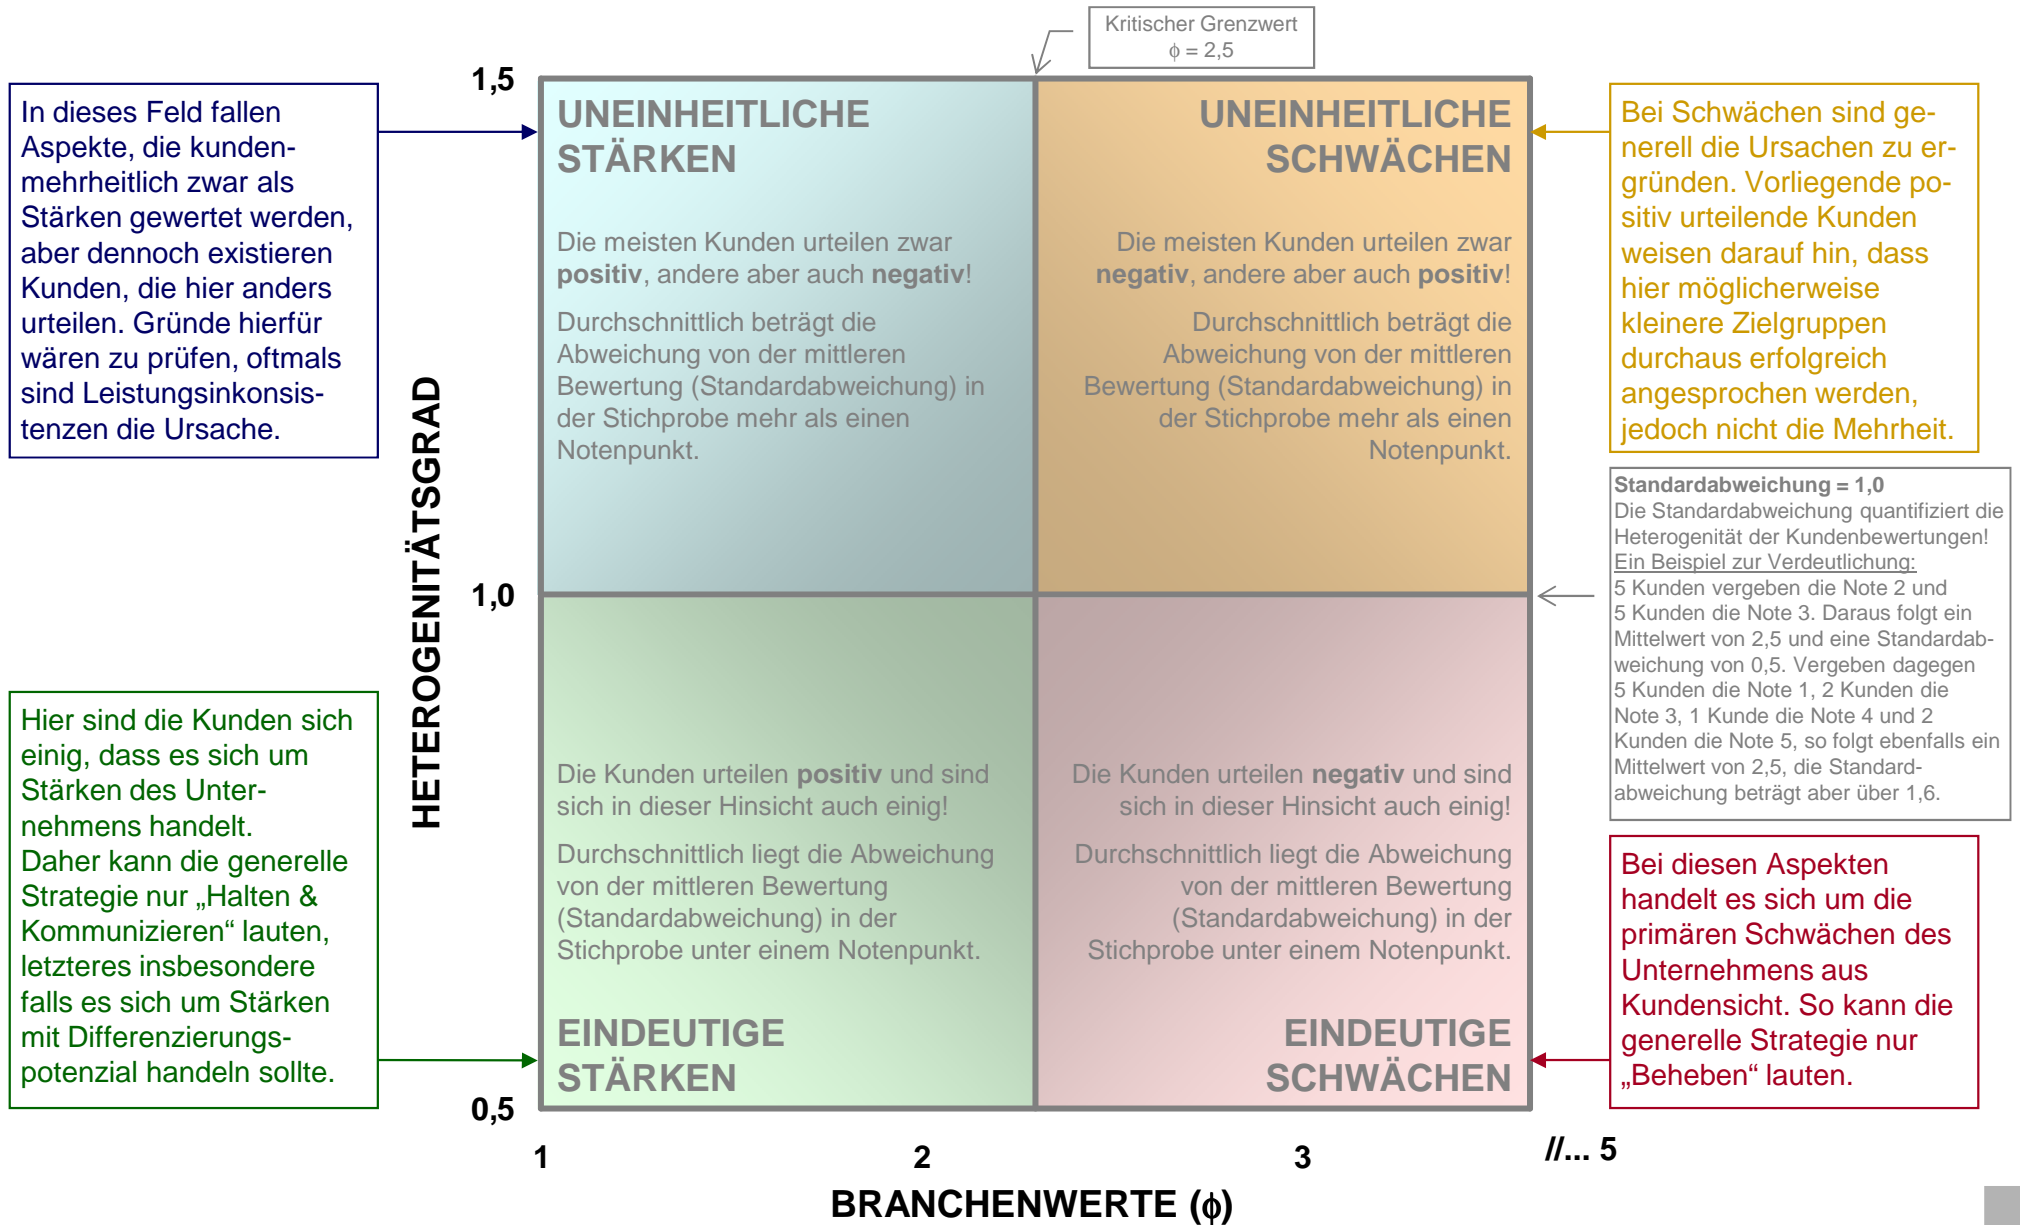 Kritischer Grenzwert
ϕ = 2,5
1,5
In dieses Feld fallen
Aspekte, die kunden-
mehrheitlich zwar als
Stärken gewertet werden,
aber dennoch existieren
Kunden, die hier anders
urteilen. Gründe hierfür
wären zu prüfen, oftmals
sind Leistungsinkonsis-
tenzen die Ursache.
UNEINHEITLICHE
STÄRKEN
Die meisten Kunden urteilen zwar
positiv, andere aber auch negativ!
Durchschnittlich beträgt die
Abweichung von der mittleren
Bewertung (Standardabweichung) in
der Stichprobe mehr als einen
Notenpunkt.
UNEINHEITLICHE
SCHWÄCHEN
Die meisten Kunden urteilen zwar
negativ, andere aber auch positiv!
Durchschnittlich beträgt die
Abweichung von der mittleren
Bewertung (Standardabweichung) in
der Stichprobe mehr als einen
Notenpunkt.
Bei Schwächen sind ge-
nerell die Ursachen zu er-
gründen. Vorliegende po-
sitiv urteilende Kunden
weisen darauf hin, dass
hier möglicherweise
kleinere Zielgruppen
durchaus erfolgreich
angesprochen werden,
jedoch nicht die Mehrheit.
HETEROGENITÄTSGRAD
1,0
Standardabweichung = 1,0
Die Standardabweichung quantifiziert die
Heterogenität der Kundenbewertungen!
Ein Beispiel zur Verdeutlichung:
5 Kunden vergeben die Note 2 und
5 Kunden die Note 3. Daraus folgt ein
Mittelwert von 2,5 und eine Standardab-
weichung von 0,5. Vergeben dagegen
5 Kunden die Note 1, 2 Kunden die
Note 3, 1 Kunde die Note 4 und 2
Kunden die Note 5, so folgt ebenfalls ein
Mittelwert von 2,5, die Standard-
abweichung beträgt aber über 1,6.
Hier sind die Kunden sich
einig, dass es sich um
Stärken des Unter-
nehmens handelt.
Daher kann die generelle
Strategie nur „Halten &
Kommunizieren“ lauten,
letzteres insbesondere
falls es sich um Stärken
mit Differenzierungs-
potenzial handeln sollte.
Die Kunden urteilen positiv und sind
sich in dieser Hinsicht auch einig!
Durchschnittlich liegt die Abweichung
von der mittleren Bewertung
(Standardabweichung) in der
Stichprobe unter einem Notenpunkt.
EINDEUTIGE
STÄRKEN
Die Kunden urteilen negativ und sind
sich in dieser Hinsicht auch einig!
Durchschnittlich liegt die Abweichung
von der mittleren Bewertung
(Standardabweichung) in der
Stichprobe unter einem Notenpunkt.
EINDEUTIGE
SCHWÄCHEN
Bei diesen Aspekten
handelt es sich um die
primären Schwächen des
Unternehmens aus
Kundensicht. So kann die
generelle Strategie nur
„Beheben“ lauten.
0,5
1
2
3
//... 5
BRANCHENWERTE (ϕ)